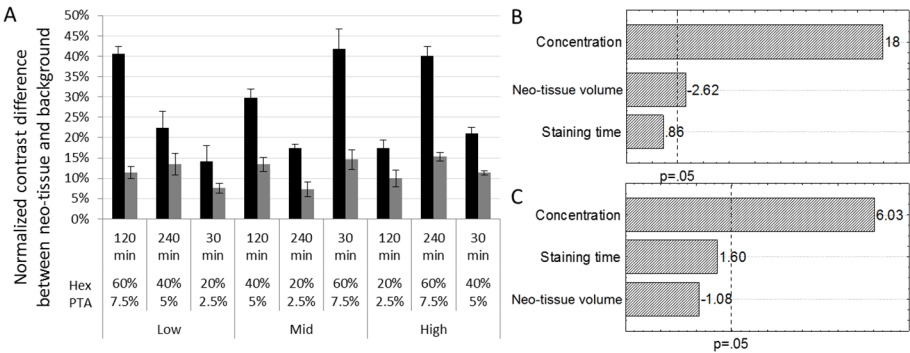 A
Normalized contrast difference
between neo-tissue and background
50%
45%
40%
35%
30%
25%
20%
15%
10%
5%
0%
120 240 30 120 240 30 120 240 30
min min min min min min min min min
Hex 60% 40% 20% 40% 20% 60% 20% 60% 40%
PTA 7.5% 5% 2.5% 5% 2.5% 7.5% 2.5% 7.5% 5%
Low Mid High
B
Concentration 18
Neo-tissue volume -2.62
Staining time .86
p=.05
C
Concentration 6.03
Staining time 1.60
Neo-tissue volume -1.08
p=.05